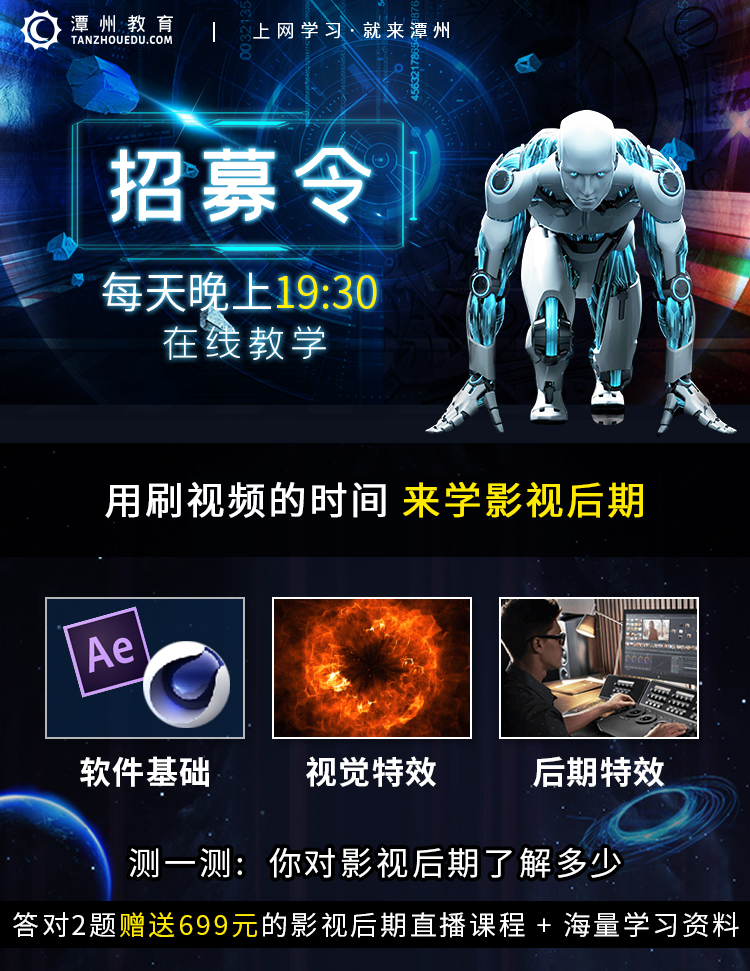 潭州教育
TANZHOUEDU.COM
上网学习·就来潭州
招募令
每天晚上19:30
在线教学
用刷视频的时间 来学影视后期
Ae
软件基础
视觉特效
后期特效
测一测：你对影视后期了解多少
答对2题赠送699元的影视后期直播课程 + 海量学习资料